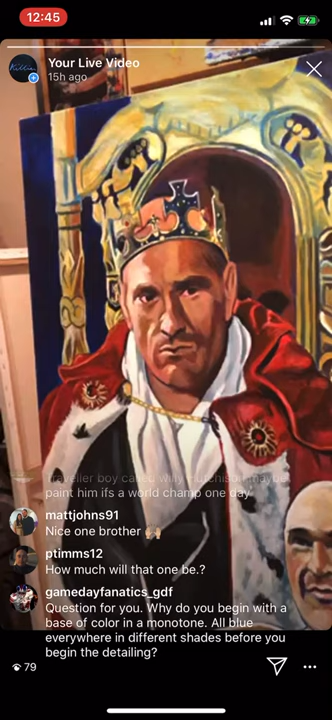 12:45
Your Live Video
15h ago
paint him ifs a world champ one day
mattjohns91
Nice one brother 🙌🏼
ptimms12
How much will that one be.?
gamedayfanatics_gdf
Question for you. Why do you begin with a
base of color in a monotone. All blue
everywhere in different shades before you
begin the detailing?
79